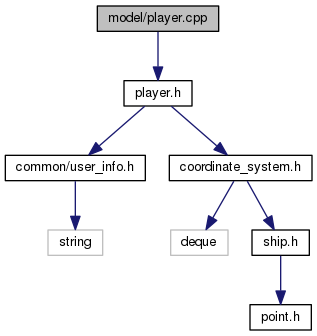 model/player.cpp
player.h
common/user_info.h
coordinate_system.h
string
deque
ship.h
point.h